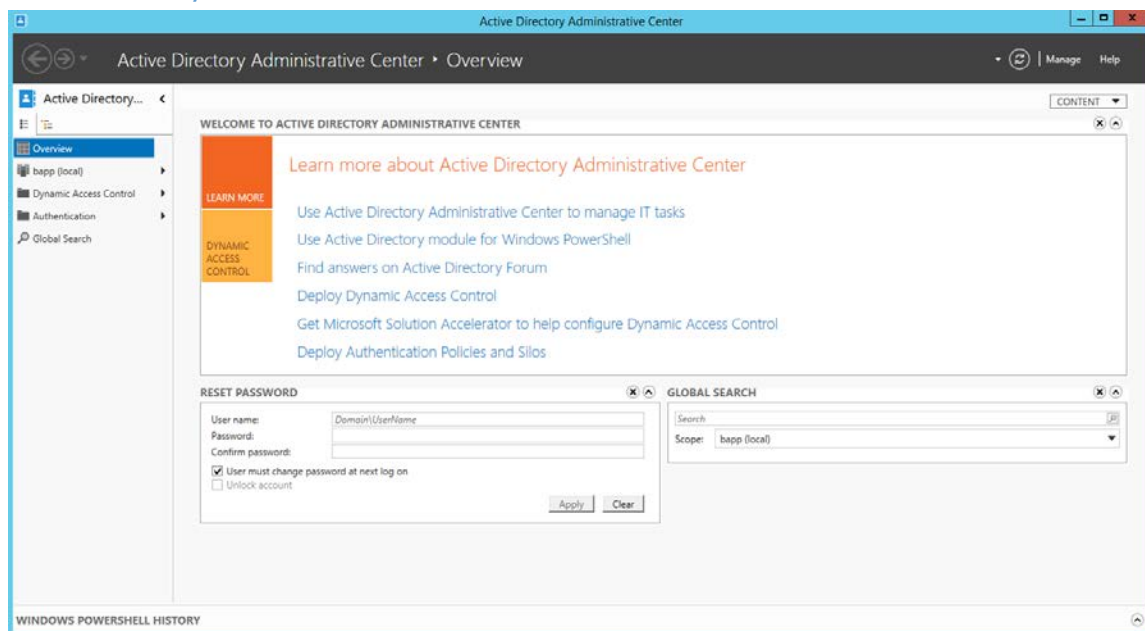 Active Directory Administrative Center
Active Directory Administrative Center • Overview
Manage
Help
Active Directory...
CONTENT
Overview
bapp (local)
Dynamic Access Control
Authentication
Global Search
WELCOME TO ACTIVE DIRECTORY ADMINISTRATIVE CENTER
LEARN MORE
DYNAMIC
ACCESS
CONTROL
Learn more about Active Directory Administrative Center
Use Active Directory Administrative Center to manage IT tasks
Use Active Directory module for Windows PowerShell
Find answers on Active Directory Forum
Deploy Dynamic Access Control
Get Microsoft Solution Accelerator to help configure Dynamic Access Control
Deploy Authentication Policies and Silos
RESET PASSWORD
User name:
Domain\UserName
Password:
Confirm password:
User must change password at next log on
Unlock account
Apply
Clear
GLOBAL SEARCH
Search
Scope:
bapp (local)
WINDOWS POWERSHELL HISTORY